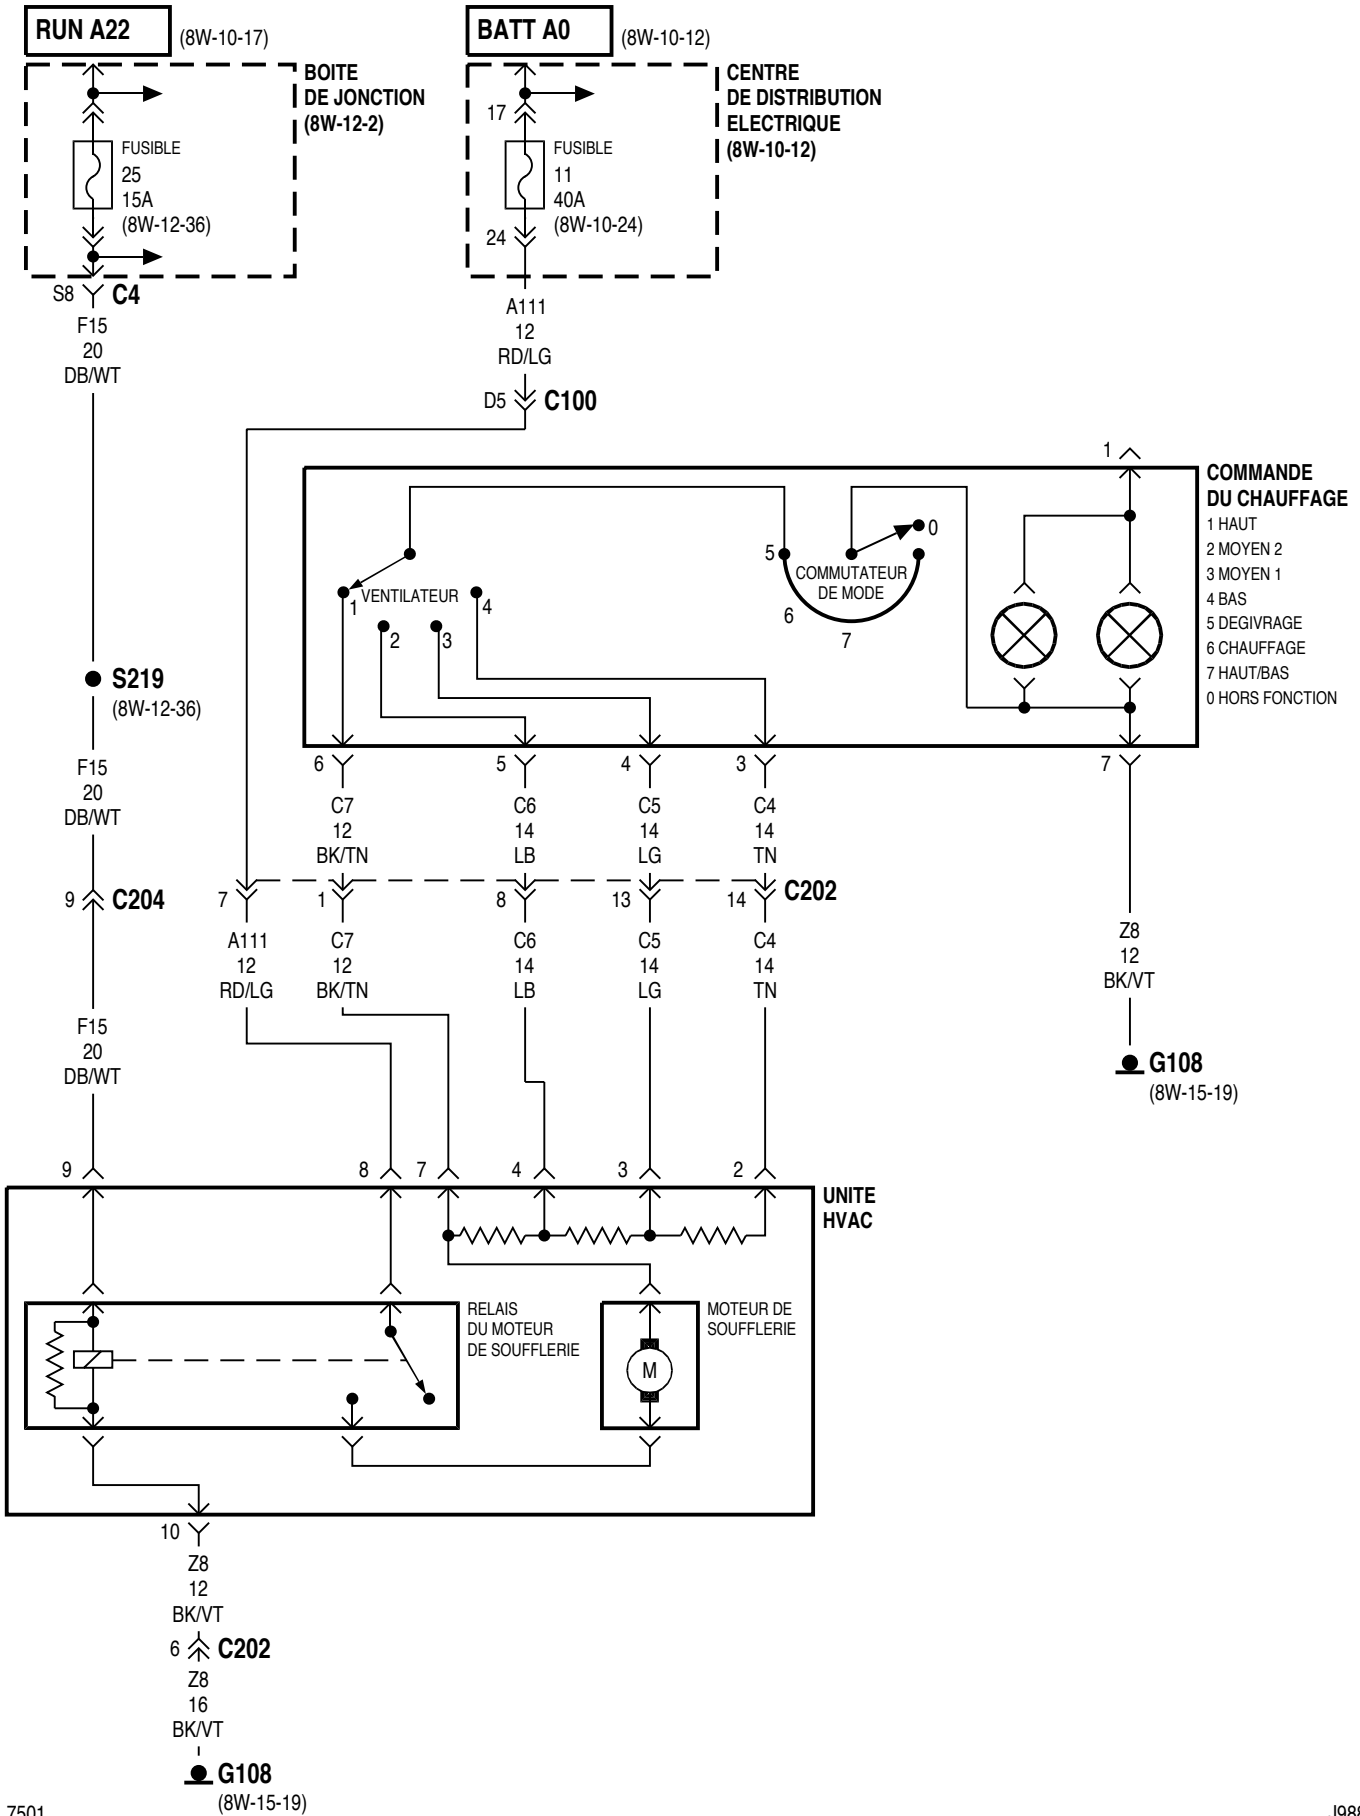 RUN A22
(8W-10-17)
BATT A0
(8W-10-12)
BOITE
DE JONCTION
(8W-12-2)
CENTRE
DE DISTRIBUTION
ELECTRIQUE
(8W-10-12)
FUSIBLE
25
15A
(8W-12-36)
17
FUSIBLE
11
40A
(8W-10-24)
24
S8
C4
F15
20
DB/WT
A111
12
RD/LG
D5
C100
1
COMMANDE
DU CHAUFFAGE
1 HAUT
2 MOYEN 2
3 MOYEN 1
4 BAS
5 DEGIVRAGE
6 CHAUFFAGE
7 HAUT/BAS
0 HORS FONCTION
VENTILATEUR
1
2
3
4
COMMUTATEUR
DE MODE
5
6
7
0
S219
(8W-12-36)
F15
20
DB/WT
6
5
4
3
7
C7
12
BK/TN
C6
14
LB
C5
14
LG
C4
14
TN
9
C204
7
1
8
13
14
C202
A111
12
RD/LG
C7
12
BK/TN
C6
14
LB
C5
14
LG
C4
14
TN
Z8
12
BK/VT
F15
20
DB/WT
G108
(8W-15-19)
9
8
7
4
3
2
UNITE
HVAC
RELAIS
DU MOTEUR
DE SOUFFLERIE
MOTEUR DE
SOUFFLERIE
M
10
Z8
12
BK/VT
6
C202
Z8
16
BK/VT
G108
(8W-15-19)
7501
J988